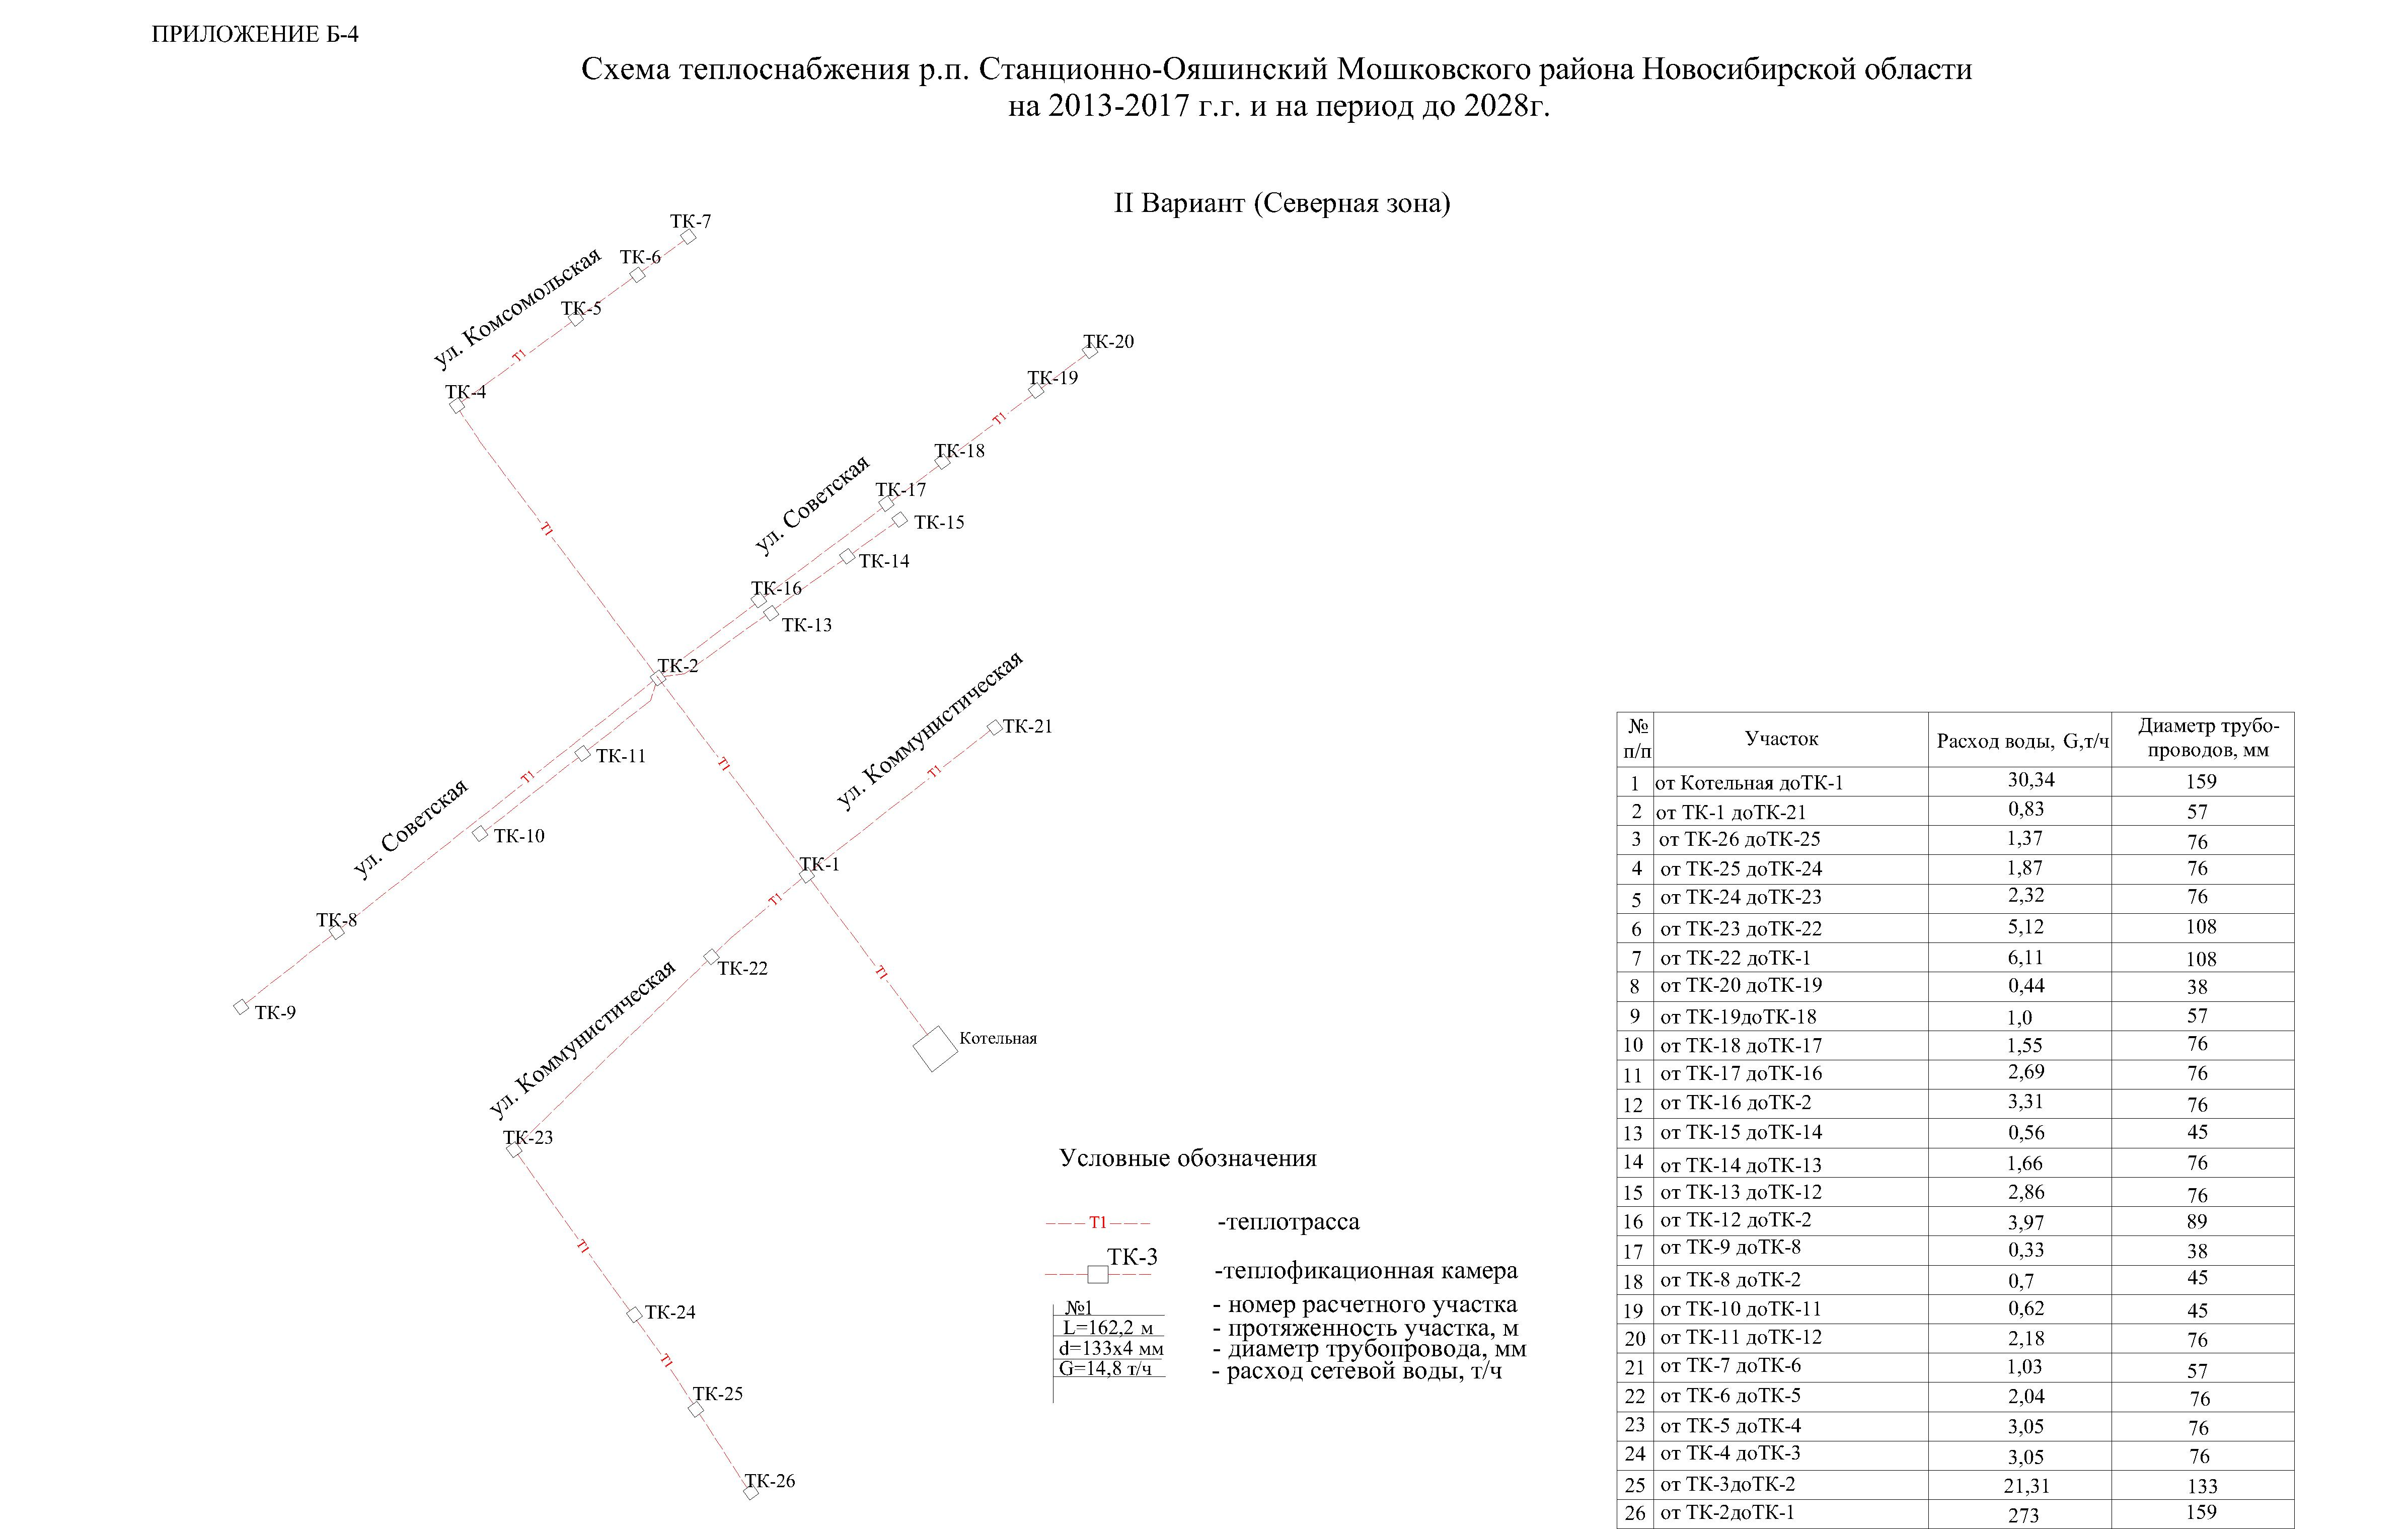 ПРИЛОЖЕНИЕ Б-4
Схема теплоснабжения р.п. Станционно-Ояшинский Мошковского района Новосибирской области
на 2013-2017 г.г. и на период до 2028г.
II Вариант (Северная зона)
ТК-7
ТК-6
ул. Комсомольская
ТК-5
Т1
ТК-4
ТК-20
ТК-19
Т1
ТК-18
ул. Советская
ТК-17
ТК-15
Т1
ТК-14
ТК-16
ТК-13
ТК-2
ул. Коммунистическая
ТК-21
ТК-11
Т1
Т1
Т1
ул. Советская
ТК-10
ТК-1
Т1
ТК-8
ТК-22
Т1
ул. Коммунистическая
ТК-9
Котельная
ТК-23
Т1
ТК-24
Т1
ТК-25
ТК-26
Условные обозначения
Т1 -теплотрасса
ТК-3
-теплофикационная камера
№1 - номер расчетного участка
L=162,2 м - протяженность участка, м
d=133х4 мм - диаметр трубопровода, мм
G=14,8 т/ч - расход сетевой воды, т/ч
№ п/п Участок Расход воды, G,т/ч Диаметр трубо-проводов, мм
1 от Котельная доТК-1 30,34 159
2 от ТК-1 доТК-21 0,83 57
3 от ТК-26 доТК-25 1,37 76
4 от ТК-25 доТК-24 1,87 76
5 от ТК-24 доТК-23 2,32 76
6 от ТК-23 доТК-22 5,12 108
7 от ТК-22 доТК-1 6,11 108
8 от ТК-20 доТК-19 0,44 38
9 от ТК-19доТК-18 1,0 57
10 от ТК-18 доТК-17 1,55 76
11 от ТК-17 доТК-16 2,69 76
12 от ТК-16 доТК-2 3,31 76
13 от ТК-15 доТК-14 0,56 45
14 от ТК-14 доТК-13 1,66 76
15 от ТК-13 доТК-12 2,86 76
16 от ТК-12 доТК-2 3,97 89
17 от ТК-9 доТК-8 0,33 38
18 от ТК-8 доТК-2 0,7 45
19 от ТК-10 доТК-11 0,62 45
20 от ТК-11 доТК-12 2,18 76
21 от ТК-7 доТК-6 1,03 57
22 от ТК-6 доТК-5 2,04 76
23 от ТК-5 доТК-4 3,05 76
24 от ТК-4 доТК-3 3,05 76
25 от ТК-3доТК-2 21,31 133
26 от ТК-2доТК-1 273 159